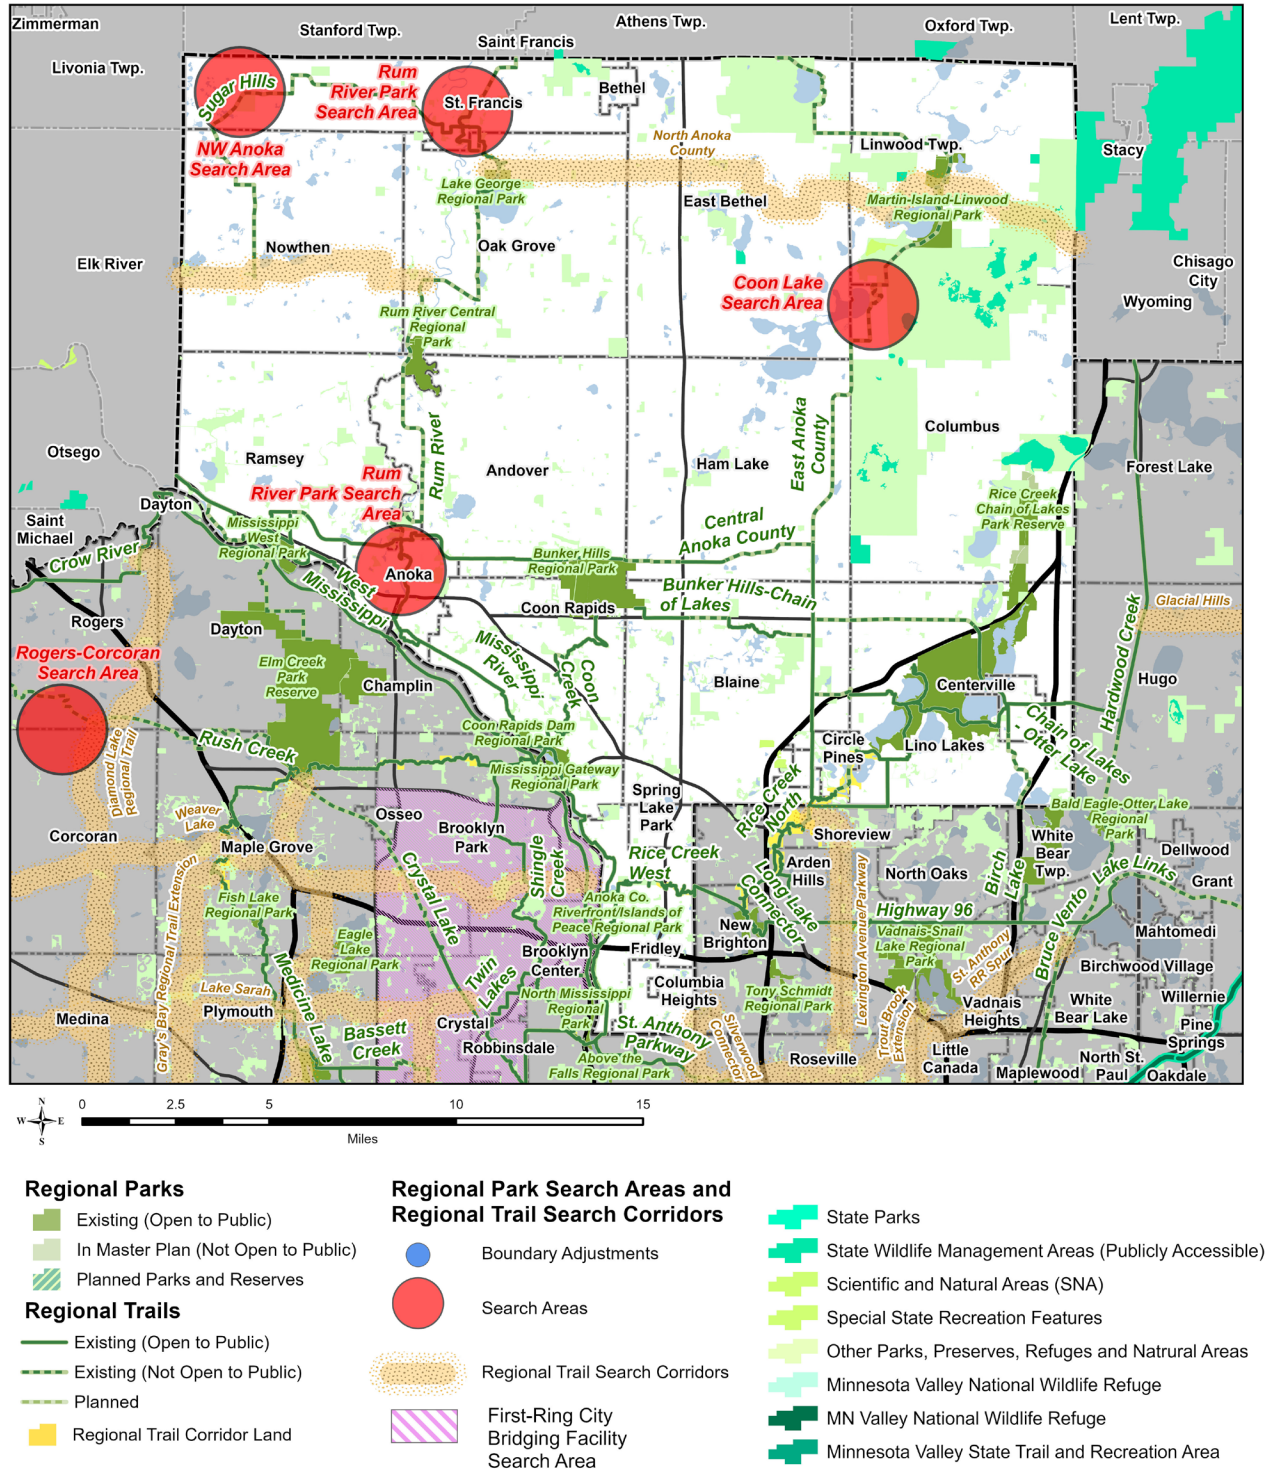 Zimmerman
Stanford Twp.
Athens Twp.
Oxford Twp.
Lent Twp.
Saint Francis
Livonia Twp.
Sugar Hills
Rum
River Park
Search Area
St. Francis
Bethel
NW Anoka
Search Area
North Anoka
County
Linwood Twp.
Stacy
Lake George
Regional Park
East Bethel
Martin-Island-Linwood
Regional Park
Nowthen
Oak Grove
Elk River
Coon Lake
Search Area
Chisago
City
Wyoming
Rum River Central
Regional
Park
Otsego
Ramsey
Rum River
Andover
Ham Lake
East Anoka
County
Columbus
Forest Lake
Rum
River Park Search
Area
Dayton
Saint
Michael
Mississippi
West
Regional Park
Rice Creek
Chain of Lakes
Park Reserve
Central
Anoka County
Crow River
West
Mississippi
Anoka
Bunker Hills
Regional Park
Bunker Hills-Chain
of Lakes
Coon Rapids
Glacial Hills
Rogers
Dayton
Rogers-Corcoran
Search Area
Elm Creek
Park
Reserve
Champlin
Mississippi
River
Coon
Creek
Blaine
Centerville
Hardwood Creek
Hugo
Diamond Lake
Regional Trail
Rush Creek
Coon Rapids Dam
Regional Park
Circle
Pines
Lino Lakes
Chain of Lakes
- Otter Lake
Mississippi Gateway
Regional Park
Weaver
Lake
Osseo
Spring
Lake
Park
Rice Creek
North
Bald Eagle-Otter Lake
Regional
Park
Corcoran
Maple Grove
Brooklyn
Park
Shoreview
White
Bear
Twp.
Dellwood
Shingle
Creek
Rice Creek
West
Arden
Hills
North Oaks
Birch
Lake
Lake Links
Grant
Gray's Bay Regional Trail Extension
Fish Lake
Regional Park
Crystal Lake
Anoka Co.
Riverfront/Islands of
Peace Regional Park
Long Lake
Connector
Lexington Avenue/Parkway
Highway 96
Eagle
Lake
Regional Park
New
Brighton
Vadnais-Snail
Lake Regional
Park
St. Anthony
RR Spur
Bruce Vento
Mahtomedi
Fridley
Brooklyn
Center
Medicine Lake
Twin
Lakes
Birchwood Village
Lake Sarah
Columbia
Heights
Tony Schmidt
Regional Park
Medina
Plymouth
North Mississippi
Regional
Park
Trout Brook
Extension
Vadnais
Heights
White
Bear Lake
Willernie
Crystal
St. Anthony
Parkway
Silverwood
Connector
Pine
Springs
Bassett
Creek
Robbinsdale
Above the
Falls Regional Park
Roseville
Little
Canada
Maplewood
North St.
Paul
Oakdale
N
W E
S
0 2.5 5 10 15
Miles
Regional Parks
Existing (Open to Public)
In Master Plan (Not Open to Public)
Planned Parks and Reserves
Regional Trails
Existing (Open to Public)
Existing (Not Open to Public)
Planned
Regional Trail Corridor Land
Regional Park Search Areas and
Regional Trail Search Corridors
Boundary Adjustments
Search Areas
Regional Trail Search Corridors
First-Ring City
Bridging Facility
Search Area
State Parks
State Wildlife Management Areas (Publicly Accessible)
Scientific and Natural Areas (SNA)
Special State Recreation Features
Other Parks, Preserves, Refuges and Natrural Areas
Minnesota Valley National Wildlife Refuge
MN Valley National Wildlife Refuge
Minnesota Valley State Trail and Recreation Area